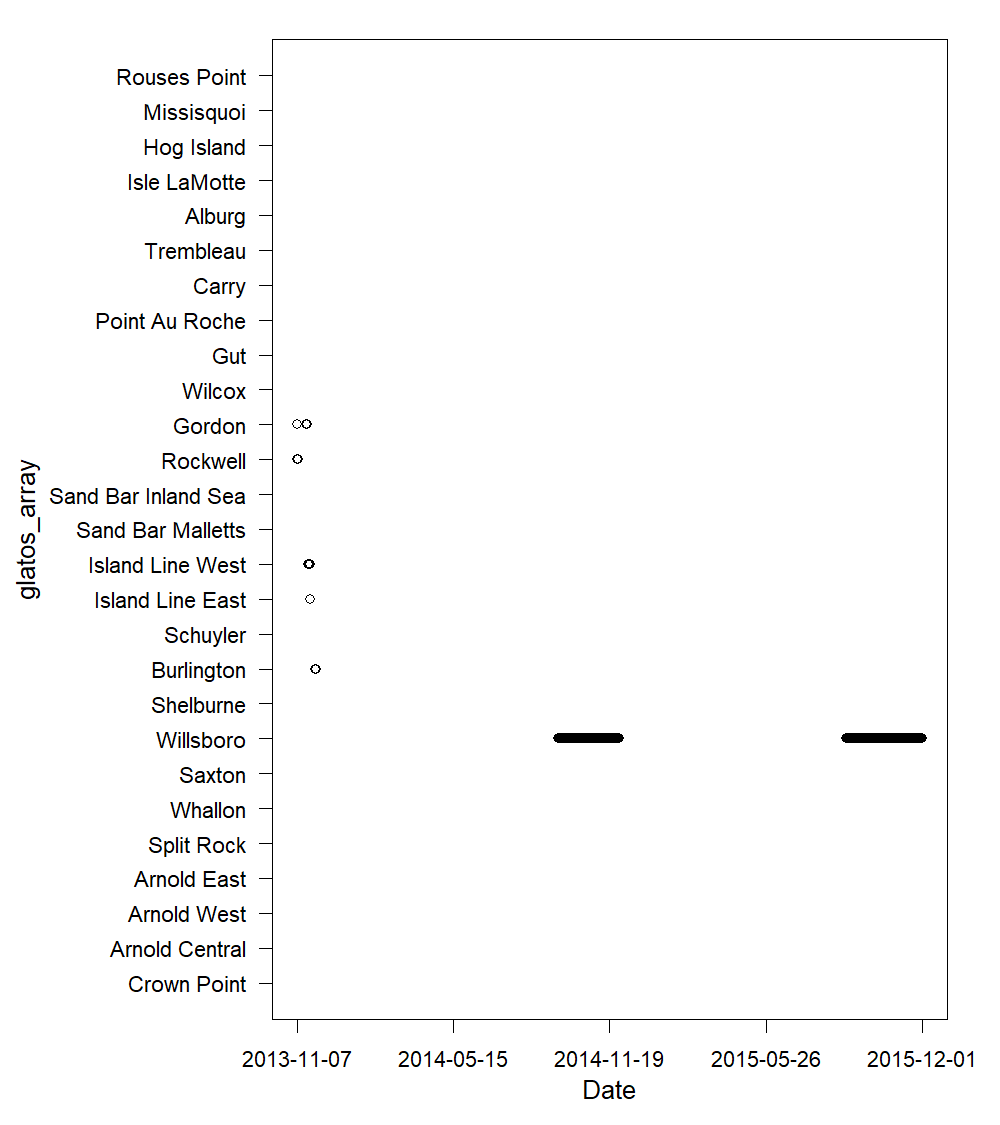 Rouses Point
Missisquoi
Hog Island
Isle LaMotte
Alburg
Trembleau
Carry
Point Au Roche
Gut
Wilcox
Gordon
Rockwell
Sand Bar Inland Sea
Sand Bar Malletts
Island Line West
Island Line East
Schuyler
Burlington
Shelburne
Willsboro
Saxton
Whallon
Split Rock
Arnold East
Arnold West
Arnold Central
Crown Point
glatos_array
2013-11-07 2014-05-15 2014-11-19 2015-05-26 2015-12-01
Date